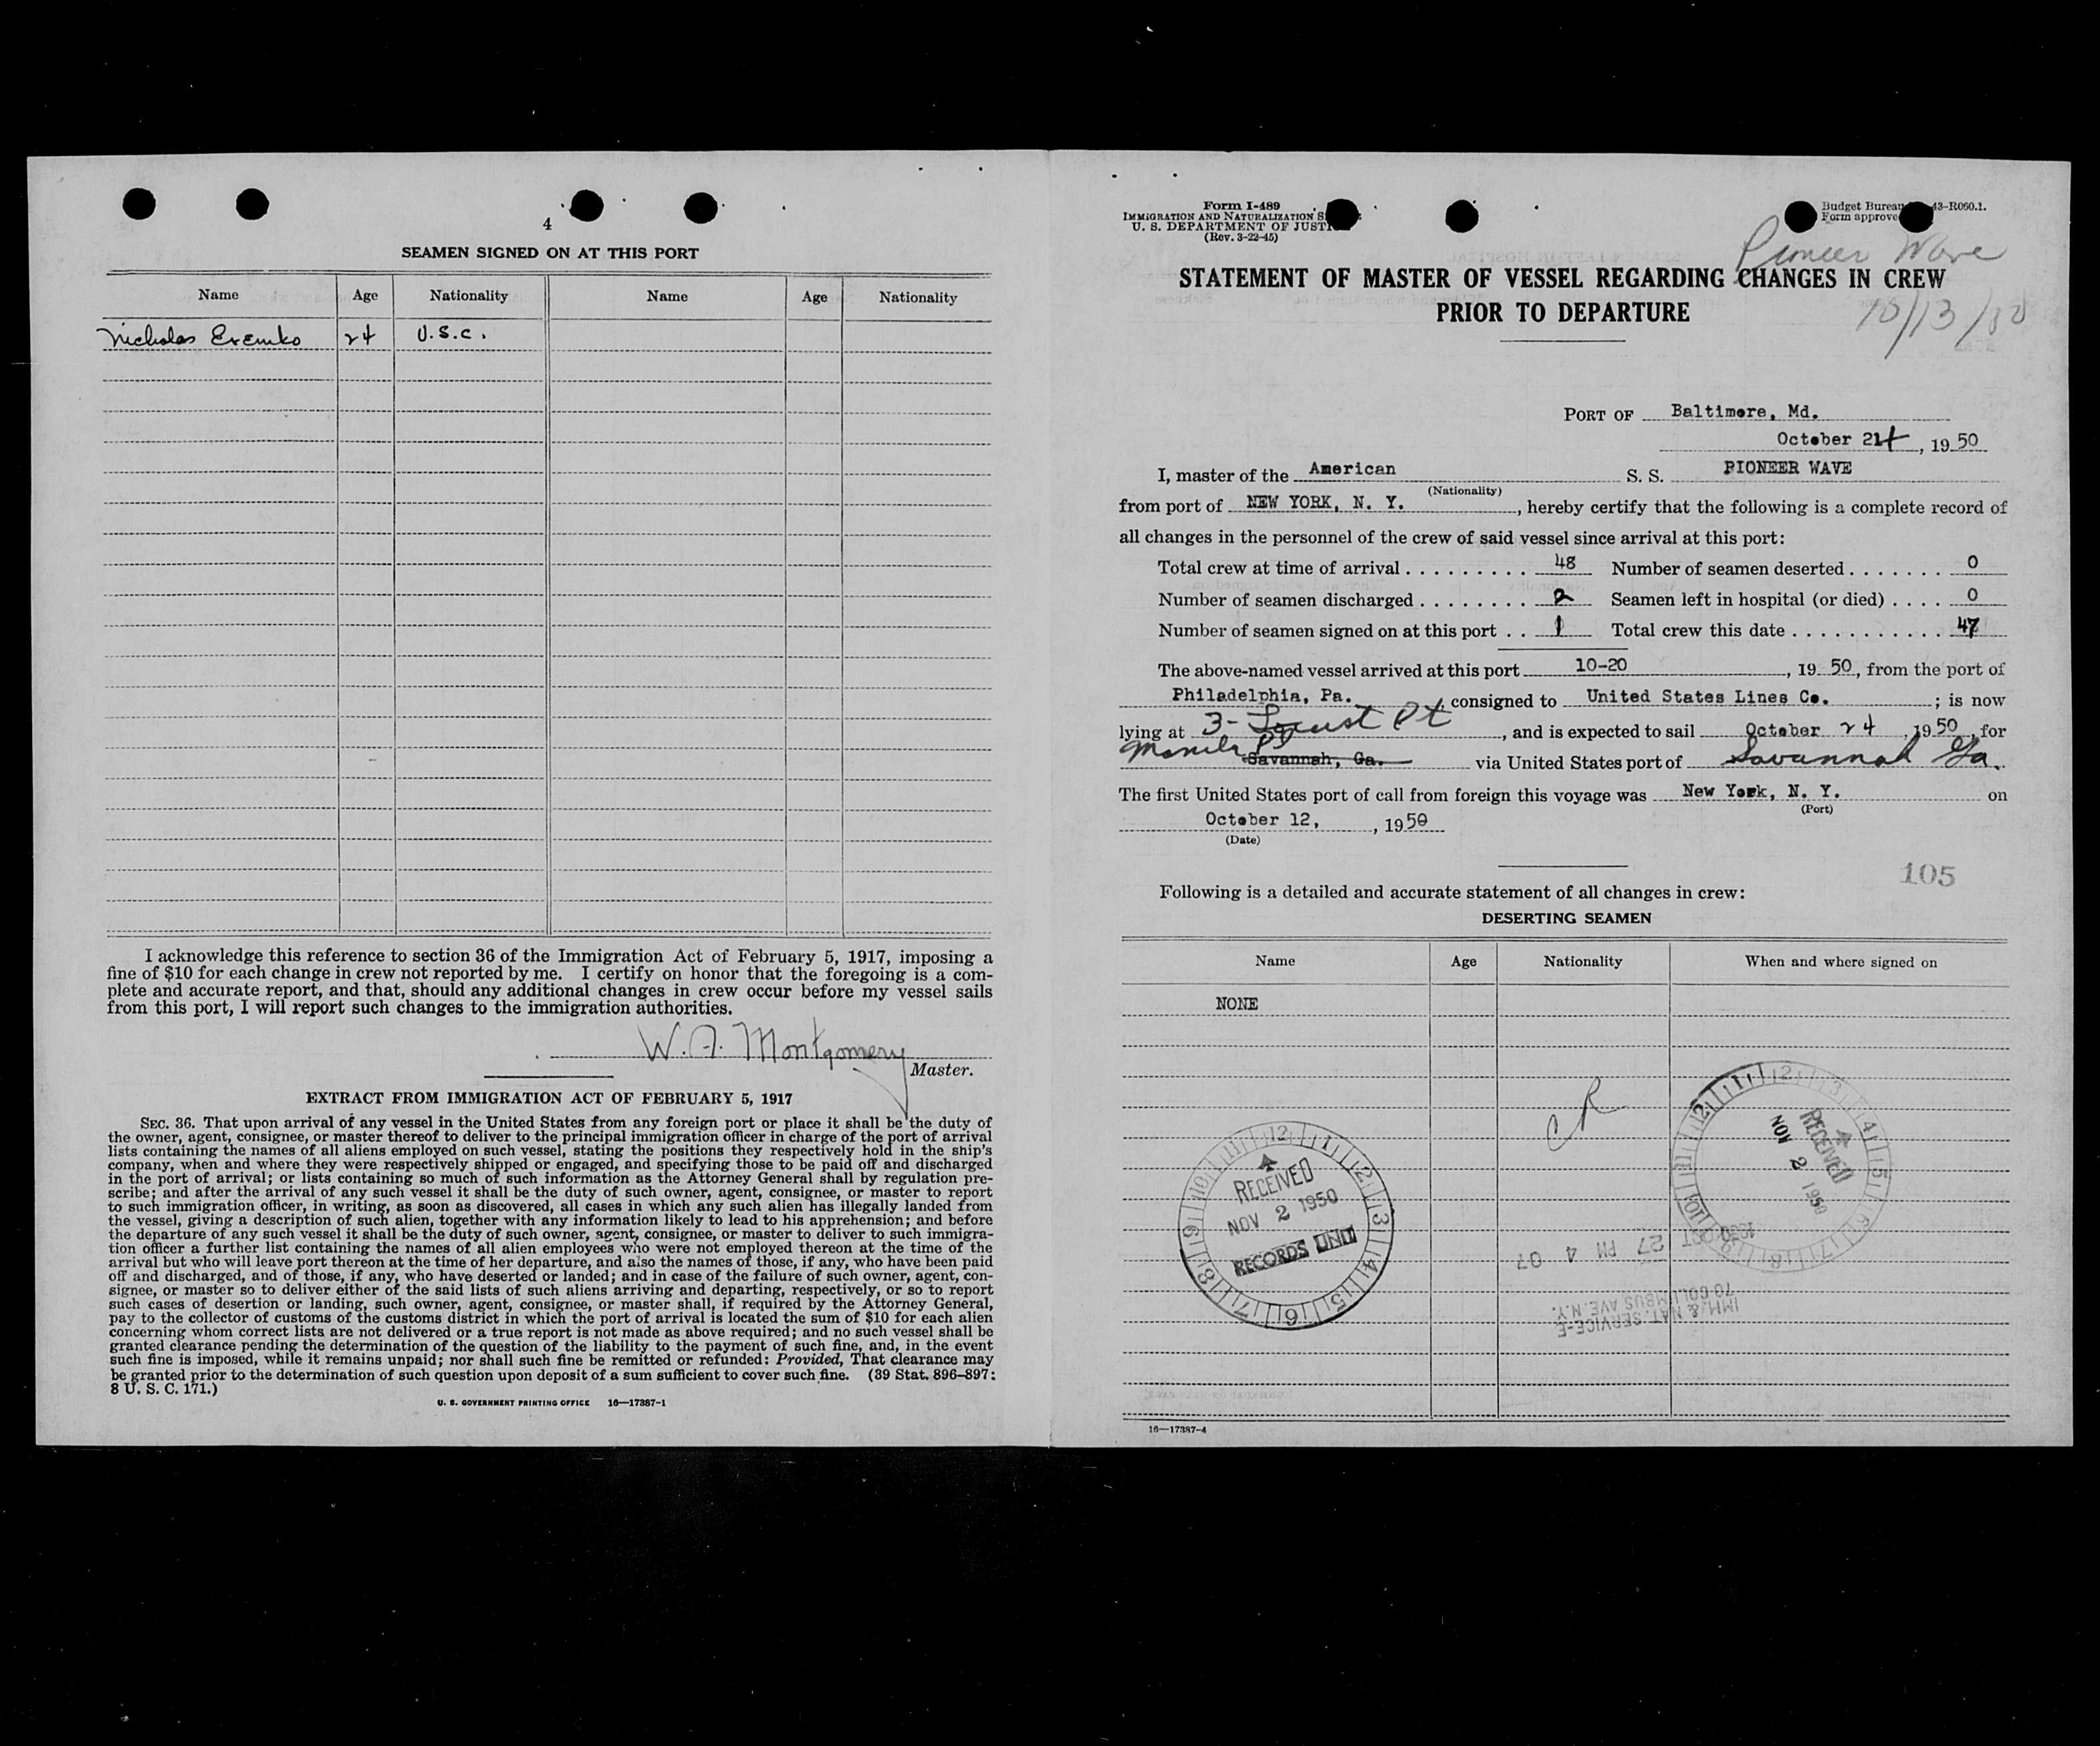 4
SEAMEN SIGNED ON AT THIS PORT
Name Age Nationality Name Age Nationality
Nicholas 24 U.S.C.
I acknowledge this reference to section 36 of the Immigration Act of February 5, 1917, imposing a
fine of $10 for each change in crew not reported by me. I certify on honor that the foregoing is a com-
plete and accurate report, and that, should any additional changes in crew occur before my vessel sails
from this port, I will report such changes to the immigration authorities.
W. A. Montgomery
Master.
EXTRACT FROM IMMIGRATION ACT OF FEBRUARY 5, 1917
SEC. 36. That upon arrival of any vessel in the United States from any foreign port or place it shall be the duty of
the owner, agent, consignee, or master thereof to deliver to the principal immigration officer in charge of the port of arrival
lists containing the names of all aliens employed on such vessel, stating the positions they respectively hold in the ship's
company, when and where they were respectively shipped or engaged, and specifying those to be paid off and discharged
in the port of arrival; or lists containing so much of such information as the Attorney General shall by regulation pre-
scribe; and after the arrival of any such vessel it shall be the duty of such owner, agent, consignee, or master to report
to such immigration officer, in writing, as soon as discovered, all cases in which any such alien has illegally landed from
the vessel, giving a description of such alien, together with any information likely to lead to his apprehension; and before
the departure of any such vessel it shall be the duty of such owner, agent, consignee, or master to deliver to such immigra-
tion officer a further list containing the names of all alien employees who were not employed thereon at the time of the
arrival but who will leave port thereon at the time of her departure, and also the names of those, if any, who have been paid
off and discharged, and of those, if any, who have deserted or landed; and in case of the failure of such owner, agent, con-
signee, or master so to deliver either of the said lists of such aliens arriving and departing, respectively, or so to report
such cases of desertion or landing, such owner, agent, consignee, or master shall, if required by the Attorney General,
pay to the collector of customs of the customs district in which the port of arrival is located the sum of $10 for each alien
concerning whom correct lists are not delivered or a true report is not made as above required; and no such vessel shall be
granted clearance pending the determination of the question of the liability to the payment of such fine, and, in the event
such fine is imposed, while it remains unpaid; nor shall such fine be remitted or refunded: Provided, That clearance may
be granted prior to the determination of such question upon deposit of a sum sufficient to cover such fine. (39 Stat. 896-897;
8 U. S. C. 171.)
U. S. GOVERNMENT PRINTING OFFICE 16—17387-1
Form I-489
IMMIGRATION AND NATURALIZATION
U. S. DEPARTMENT OF
(Rev. 3-22-45)
Budget Bureau 43-R060.1.
Form
Pioneer Wave
10/13/50
STATEMENT OF MASTER OF VESSEL REGARDING CHANGES IN CREW
PRIOR TO DEPARTURE
PORT OF Baltimore, Md.
October 24, 1950
I, master of the American S. S. PIONEER WAVE
(Nationality)
from port of NEW YORK, N. Y., hereby certify that the following is a complete record of
all changes in the personnel of the crew of said vessel since arrival at this port:
Total crew at time of arrival 48 Number of seamen deserted 0
Number of seamen discharged 2 Seamen left in hospital (or died) 0
Number of seamen signed on at this port 1 Total crew this date 47
The above-named vessel arrived at this port 10-20, 1950, from the port of
Philadelphia, Pa., consigned to United States Lines Co.; is now
lying at 3- Locust Pt, and is expected to sail October 24, 1950, for
Manila PI Savannah, Ga. via United States port of Savannah Ga.
The first United States port of call from foreign this voyage was New York, N. Y. on
(Port)
October 12, , 1950
(Date)
105
Following is a detailed and accurate statement of all changes in crew:
DESERTING SEAMEN
Name Age Nationality When and where signed on
NONE
CR
RECEIVED
NOV 2 1950
RECORDS UNIT
RECEIVED
NOV 2 1950
1950 OCT 27 PM 4 07
IMM. & NAT. SERVICE-E
70 COLUMBUS AVE. N.Y.
16—17387-4